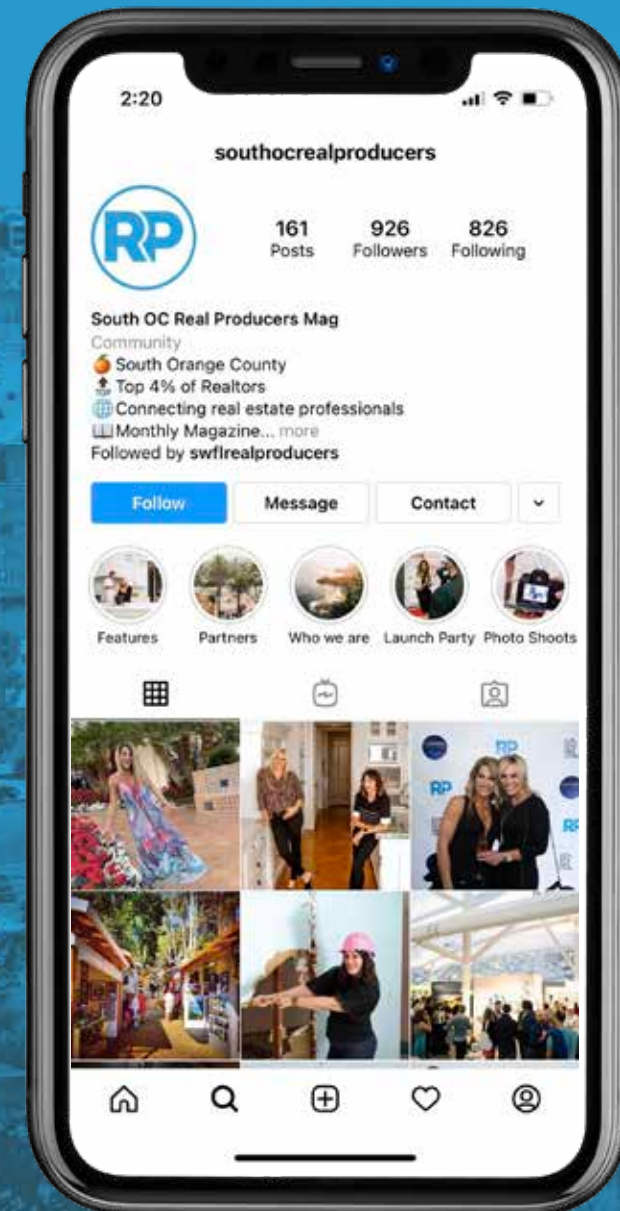 2:20
southocrealproducers
RP
161 926 826
Posts Followers Following
South OC Real Producers Mag
Community
South Orange County
TOP Top 4% of Realtors
Connecting real estate professionals
Monthly Magazine... more
Followed by swflrealproducers
Follow Message Contact
Features Partners Who we are Launch Party Photo Shoots
RP
RP
RP